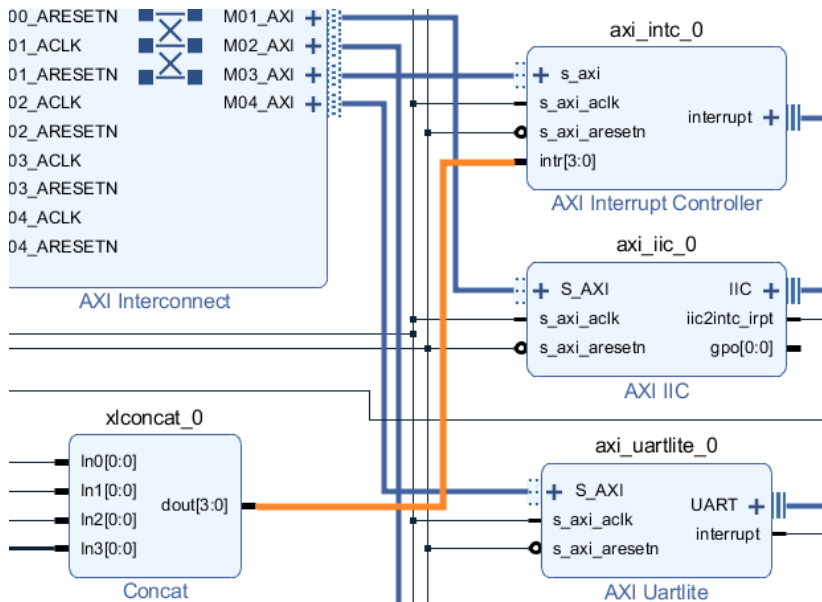 00_ARESETN
01_ACLK
01_ARESETN
02_ACLK
02_ARESETN
03_ACLK
03_ARESETN
04_ACLK
04_ARESETN
M01_AXI
M02_AXI
M03_AXI
M04_AXI
AXI Interconnect
axi_intc_0
s_axi
s_axi_aclk
s_axi_aresetn
intr[3:0]
interrupt
AXI Interrupt Controller
axi_iic_0
S_AXI
s_axi_aclk
s_axi_aresetn
IIC
iic2intc_irpt
gpo[0:0]
AXI IIC
xlconcat_0
In0[0:0]
In1[0:0]
In2[0:0]
In3[0:0]
dout[3:0]
Concat
axi_uartlite_0
S_AXI
s_axi_aclk
s_axi_aresetn
UART
interrupt
AXI Uartlite